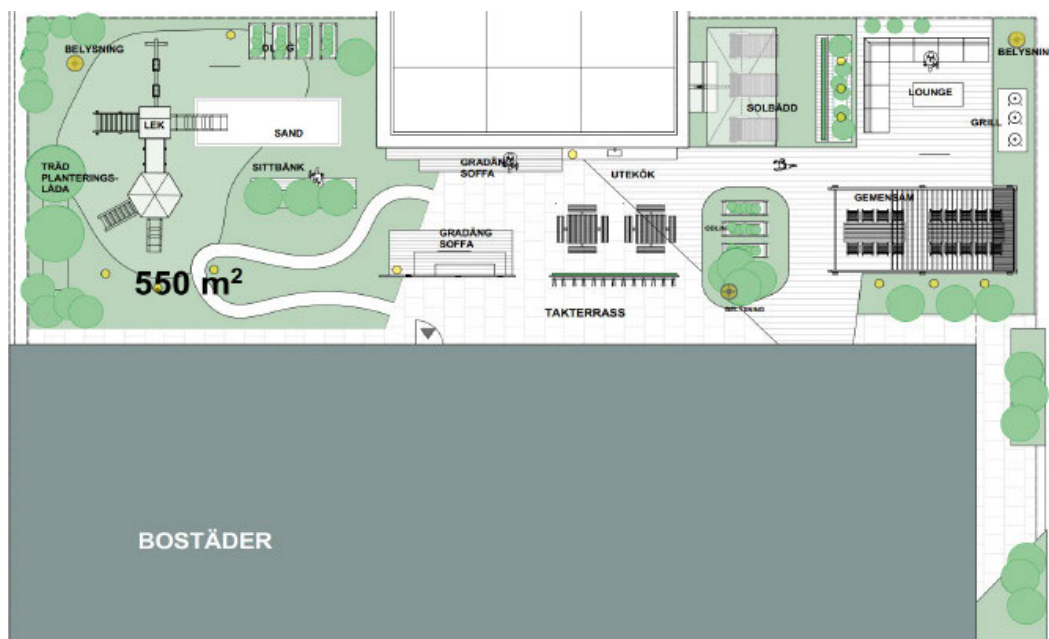 BELYSNING
LEK
SAND
TRÄD
PLANTERINGS-
LÅDA
SITTBÄNK
550 m²
GRADÄNG
SOFFA
GRADÄNG
SOFFA
UTEKÖK
TAKTERRASS
SOLBÄDD
LOUNGE
BELYSNIN
GRILL
GEMENSAM
BELYSNING
BOSTÄDER